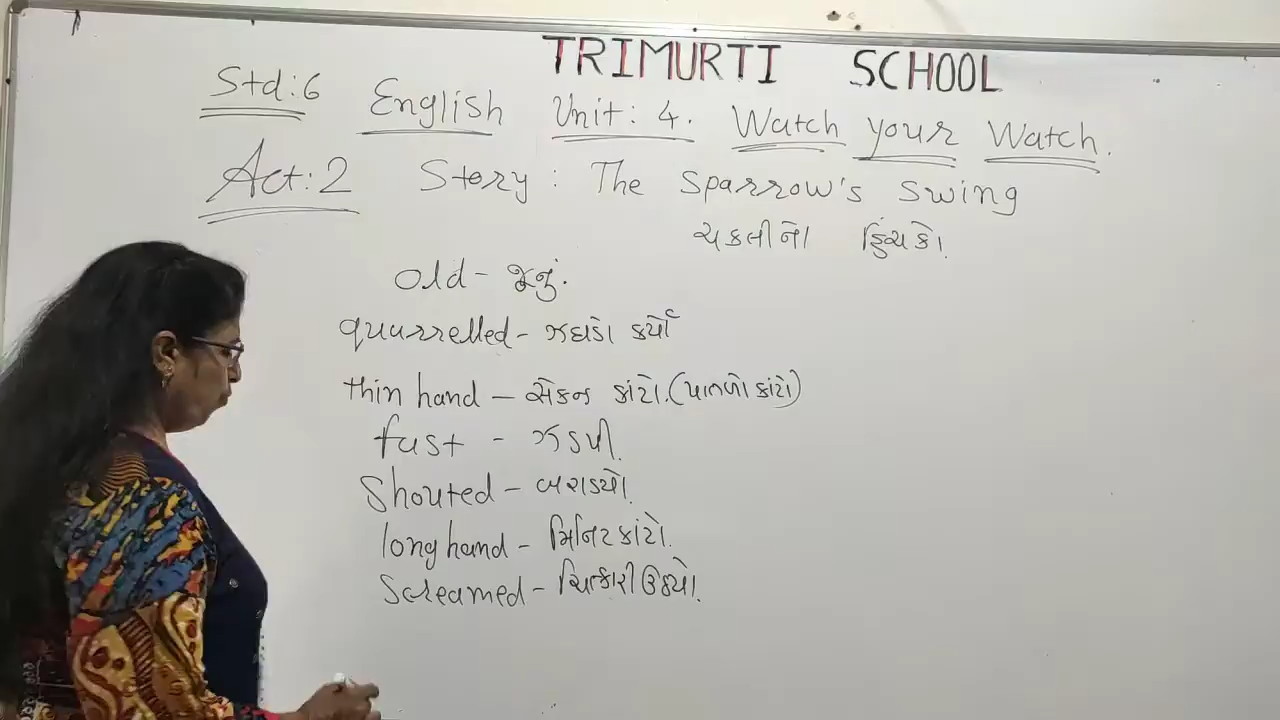 TRIMURTI SCHOOL
Std:6 English Unit: 4. Watch your Watch.
Act:2 Story: The Sparrow's Swing
ચકલીનો હિંચકો
Old - જૂનું.
quarrelled - ઝઘડો કર્યો
thin hand - સેકન્ડ કાંટો.(પાતળો કાંટો)
fast - ઝડપી.
Shouted - બરાડ્યો.
long hand - મિનિટ કાંટો.
Screamed - ચિત્કારી ઉઠ્યો.